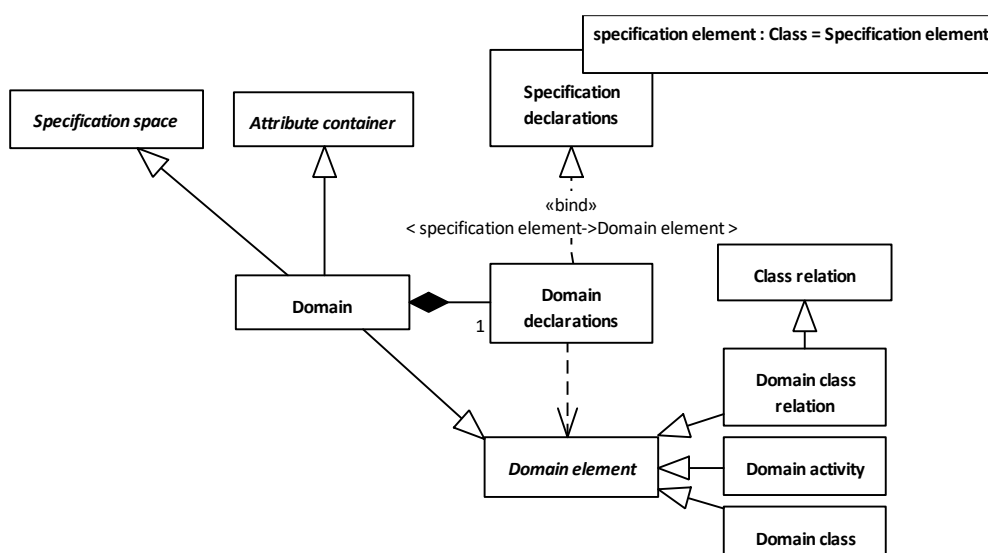 specification element : Class = Specification element
Specification
declarations
Specification space
Attribute container
«bind»
< specification element->Domain element >
Class relation
Domain
1
Domain
declarations
Domain class
relation
Domain element
Domain activity
Domain class